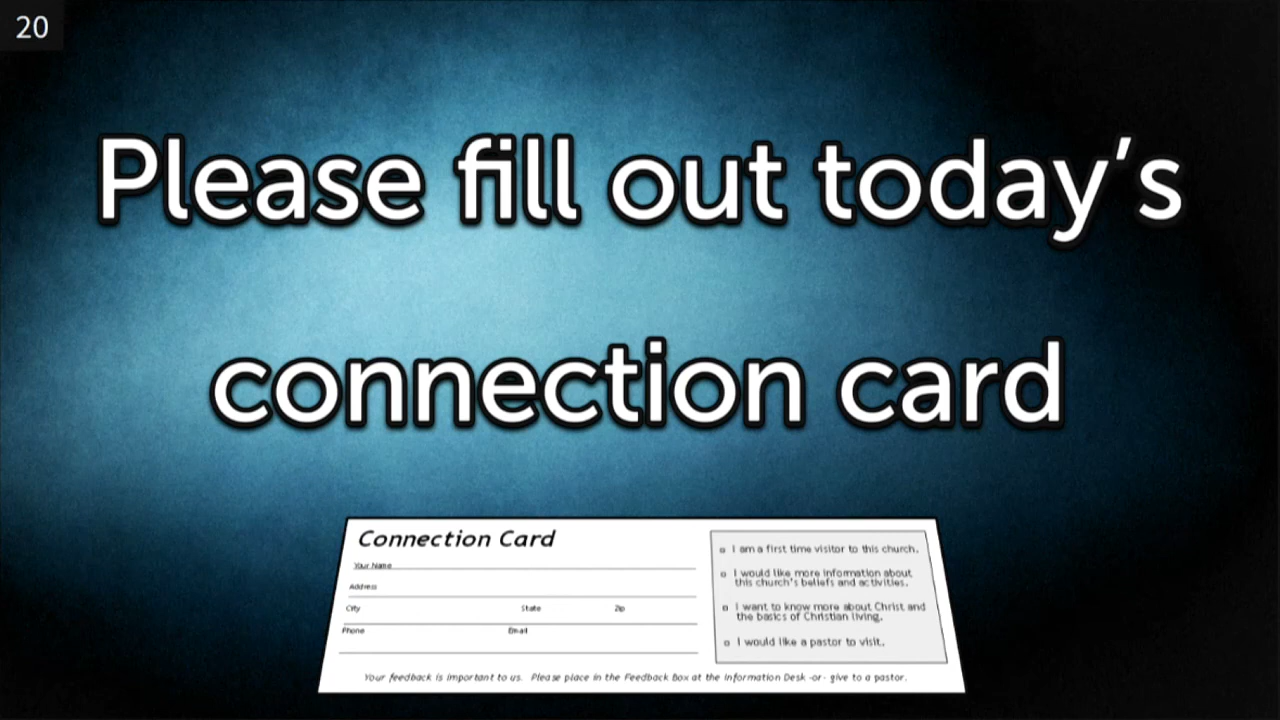 20
Please fill out today's
connection card
Connection Card
Your Name
Address
City State Zip
Phone Email
I am a first time visitor to this church.
I would like more information about
this church's beliefs and activities.
I want to know more about Christ and
the basics of Christian living.
I would like a pastor to visit.
Your feedback is important to us. Please place in the Feedback Box at the Information Desk -or- give to a pastor.